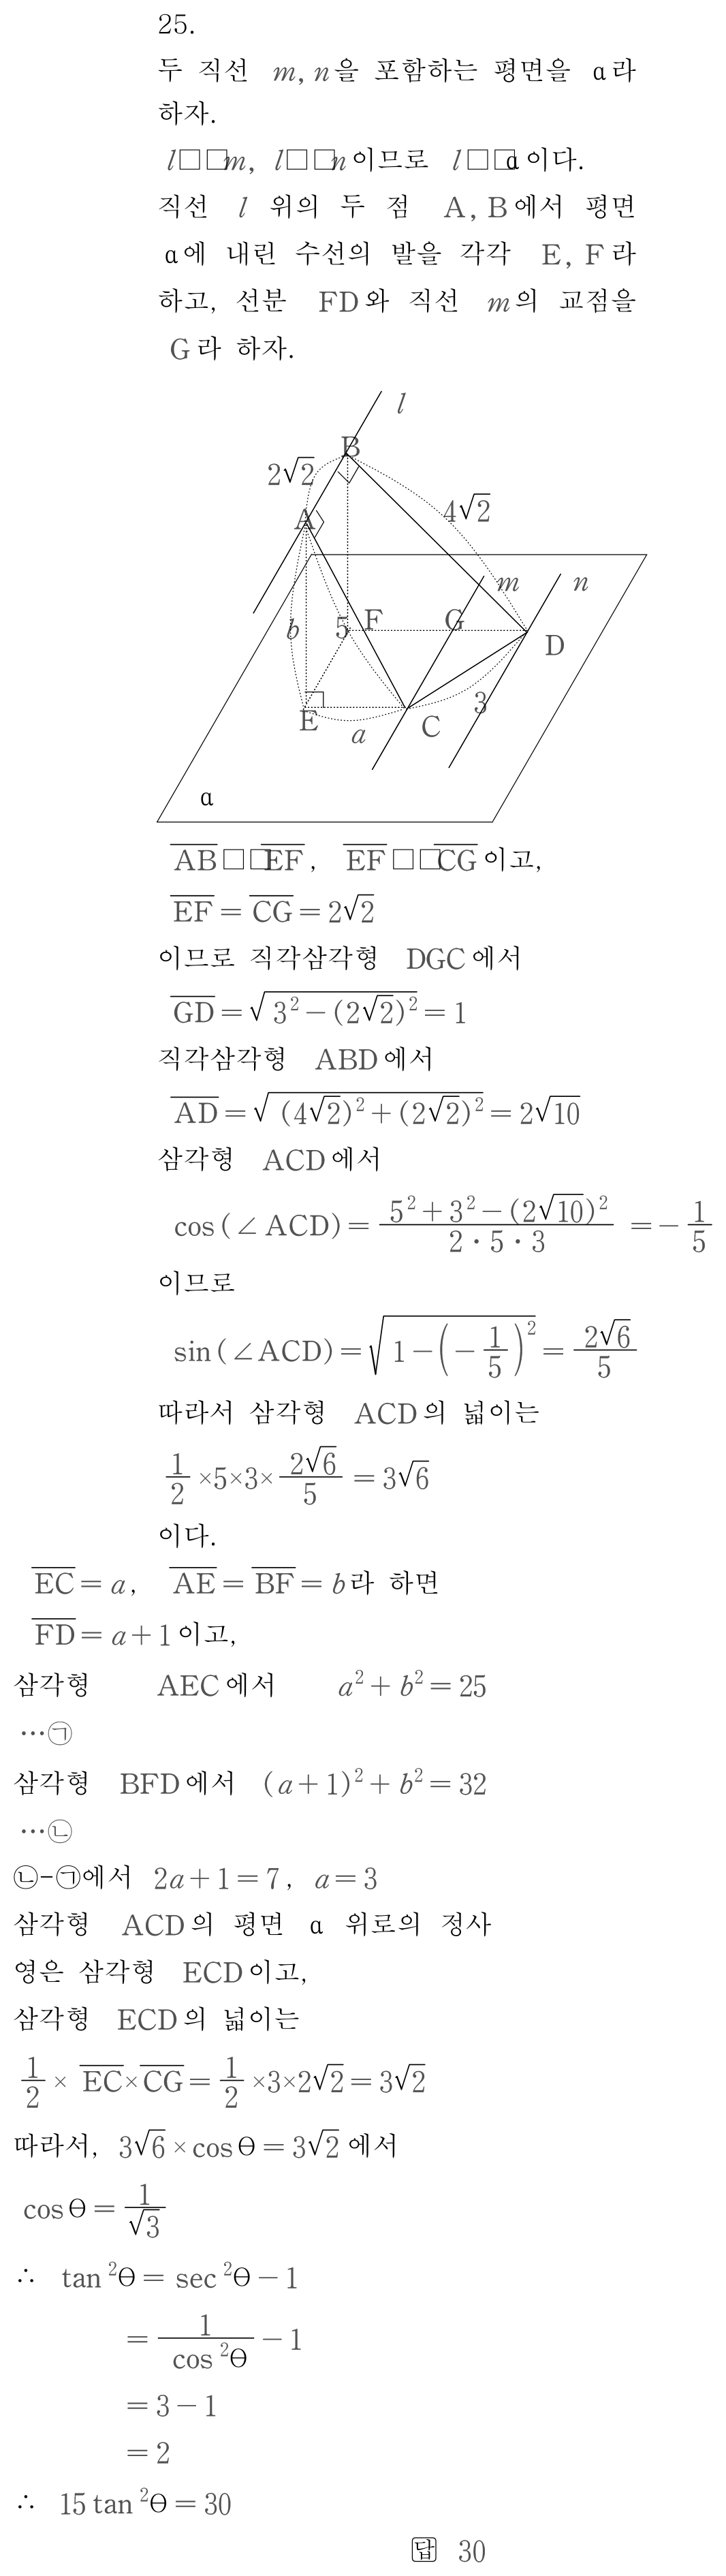 25.
두 직선 m, n을 포함하는 평면을 α라
하자.
l□□m, l□□n이므로 l□□α이다.
직선 l 위의 두 점 A, B에서 평면
α에 내린 수선의 발을 각각 E, F라
하고, 선분 FD와 직선 m의 교점을
G라 하자.
l
B
2√2
4√2
A
m
n
b
5
F
G
D
E
a
C
3
α
AB□□EF, EF□□CG이고,
EF = CG = 2√2
이므로 직각삼각형 DGC에서
GD = √(3² − (2√2)²) = 1
직각삼각형 ABD에서
AD = √((4√2)² + (2√2)²) = 2√10
삼각형 ACD에서
cos(∠ACD) = (5² + 3² − (2√10)²)/(2・5・3) = −1/5
이므로
sin(∠ACD) = √(1 − (−1/5)²) = 2√6/5
따라서 삼각형 ACD의 넓이는
1/2 ×5×3× 2√6/5 = 3√6
이다.
EC = a, AE = BF = b라 하면
FD = a + 1이고,
삼각형 AEC에서 a² + b² = 25
…㉠
삼각형 BFD에서 (a + 1)² + b² = 32
…㉡
㉡-㉠에서 2a + 1 = 7, a = 3
삼각형 ACD의 평면 α 위로의 정사
영은 삼각형 ECD이고,
삼각형 ECD의 넓이는
1/2 × EC×CG = 1/2 ×3×2√2 = 3√2
따라서, 3√6 × cosθ = 3√2 에서
cosθ = 1/√3
∴ tan²θ = sec²θ − 1
= 1/cos²θ − 1
= 3 − 1
= 2
∴ 15 tan²θ = 30
답 30